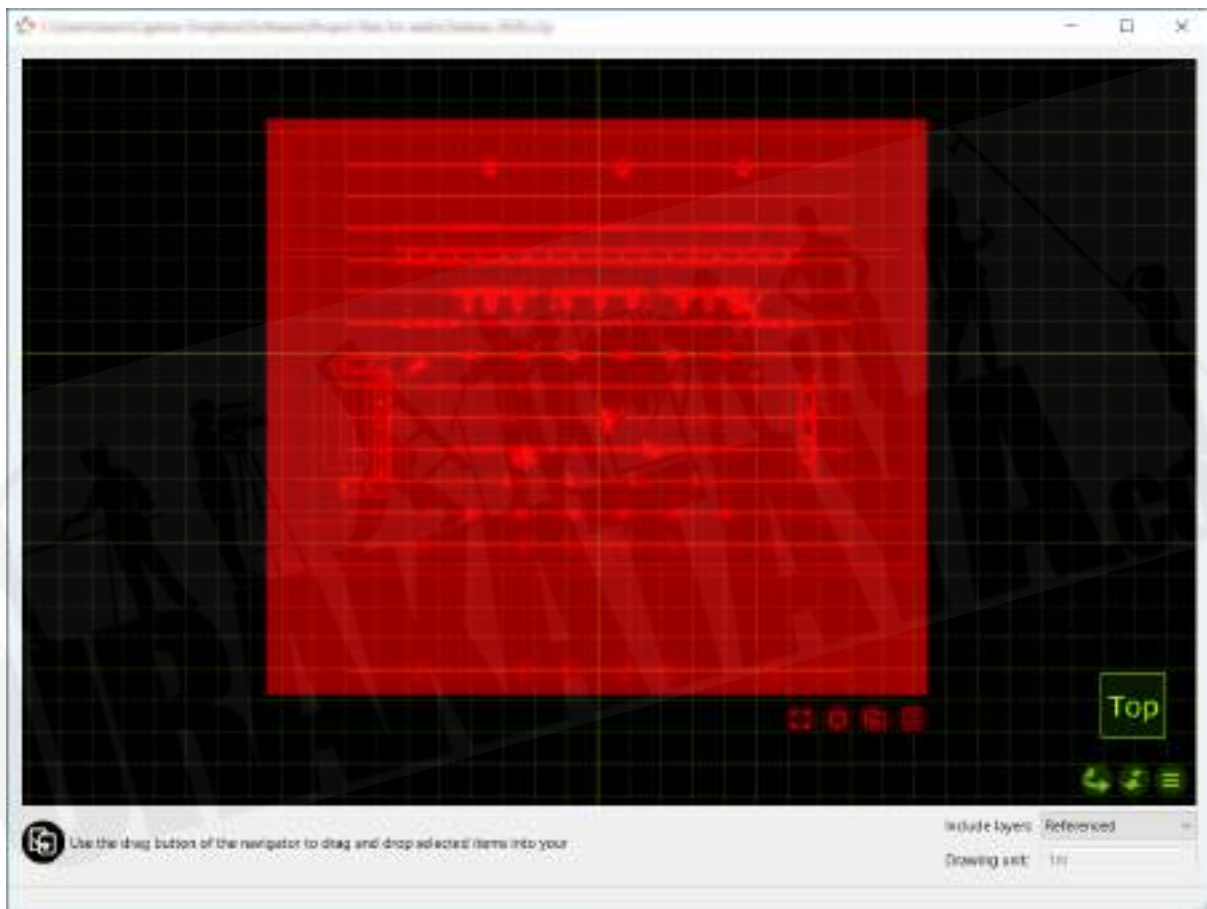 Top
Use the drag button of the navigator to drag and drop selected items into your
Include layers: Referenced
Drawing unit: 1m